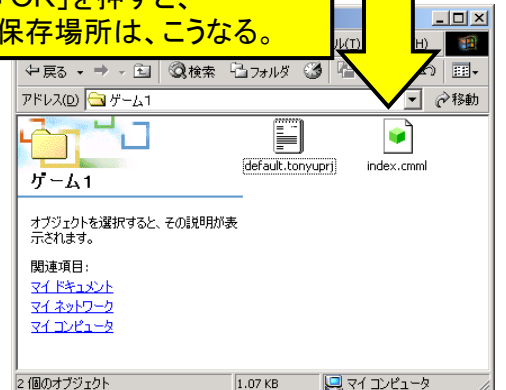 OK」を押すと、
保存場所は、こうなる。
戻る
検索
フォルダ
アドレス(D)
ゲーム1
移動
ゲーム1
default.tonyuprj
index.cmml
オブジェクトを選択すると、その説明が表
示されます。
関連項目:
マイ ドキュメント
マイ ネットワーク
マイ コンピュータ
2 個のオブジェクト
1.07 KB
マイ コンピュータ